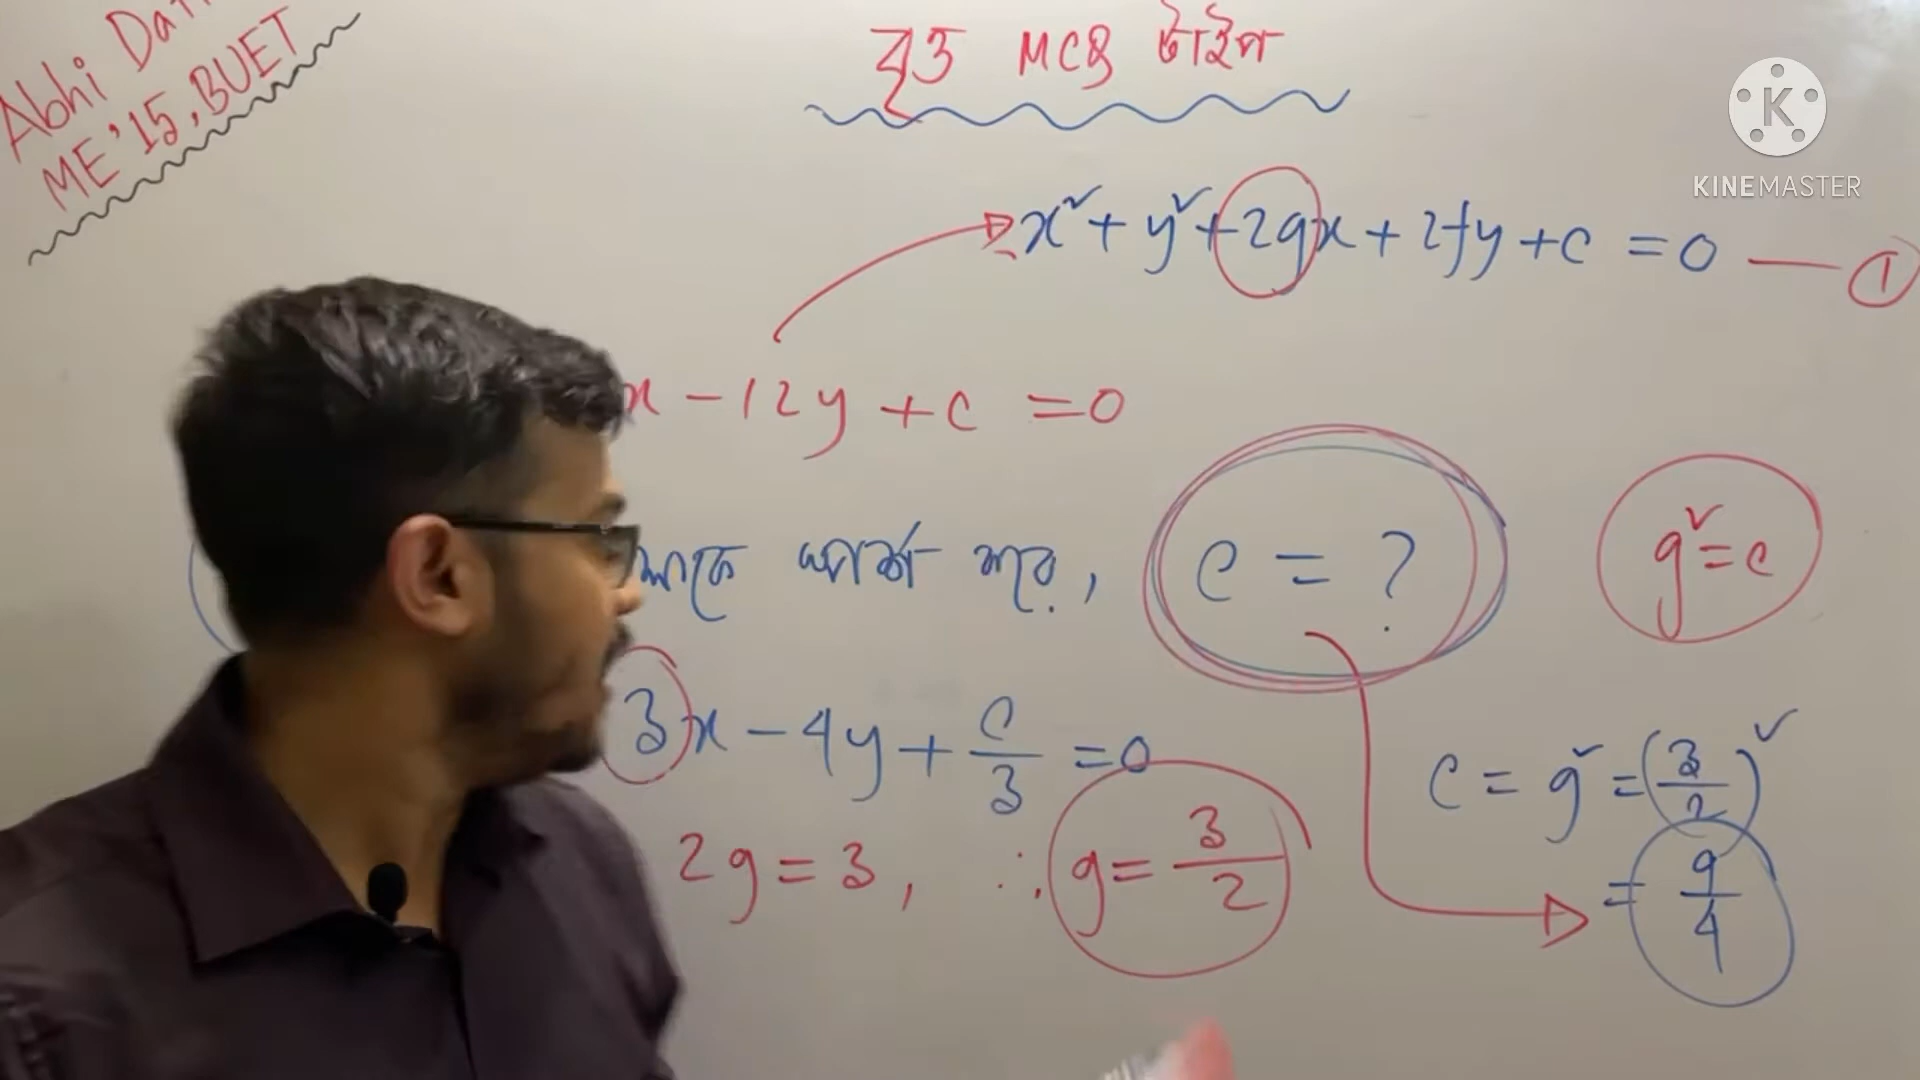 Abhi Dat
ME'15, BUET
বৃত্ত MCQ টাইপ
KINEMASTER
x² + y² + 2gx + 2fy + c = 0 — ①
x - 12y + c = 0
স্পর্শ করে, c = ?
g² = c
3x - 4y + c/3 = 0
c = g² = (3/2)²
2g = 3, ∴ g = 3/2
= 9/4